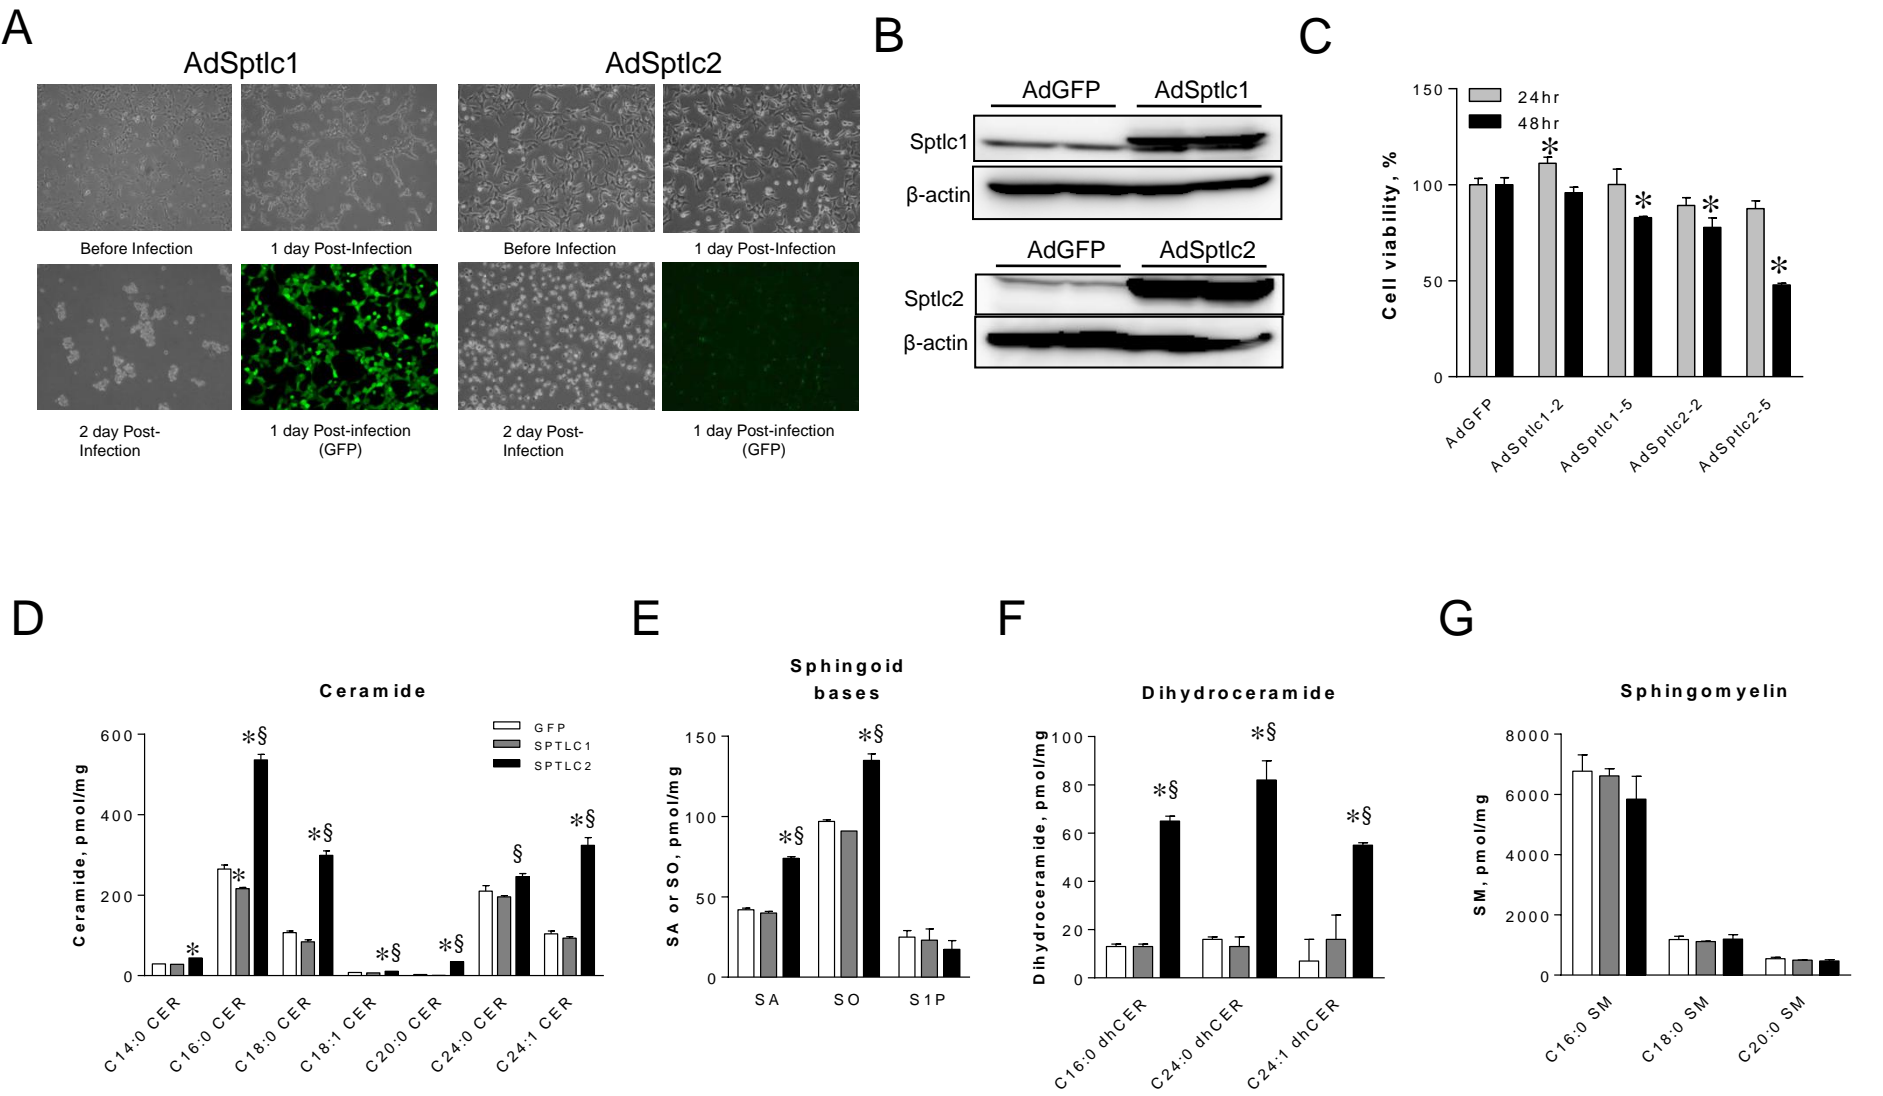 A
AdSptlc1
AdSptlc2
Before Infection
1 day Post-Infection
Before Infection
1 day Post-Infection
2 day Post-
Infection
1 day Post-infection
(GFP)
2 day Post-
Infection
1 day Post-infection
(GFP)
B
AdGFP
AdSptlc1
Sptlc1
β-actin
AdGFP
AdSptlc2
Sptlc2
β-actin
C
Cell viability, %
150
100
50
0
24hr
48hr
*
*
*
*
AdGFP
AdSptlc1-2
AdSptlc1-5
AdSptlc2-2
AdSptlc2-5
D
Ceramide
Ceramide, pmol/mg
600
400
200
0
GFP
SPTLC1
SPTLC2
*
*
*§
*§
*§
*§
§
*§
C14:0 CER
C16:0 CER
C18:0 CER
C18:1 CER
C20:0 CER
C24:0 CER
C24:1 CER
E
Sphingoid
bases
SA or SO, pmol/mg
150
100
50
0
*§
*§
SA
SO
S1P
F
Dihydroceramide
Dihydroceramide, pmol/mg
100
80
60
40
20
0
*§
*§
*§
C16:0 dhCER
C24:0 dhCER
C24:1 dhCER
G
Sphingomyelin
SM, pmol/mg
8000
6000
4000
2000
0
C16:0 SM
C18:0 SM
C20:0 SM